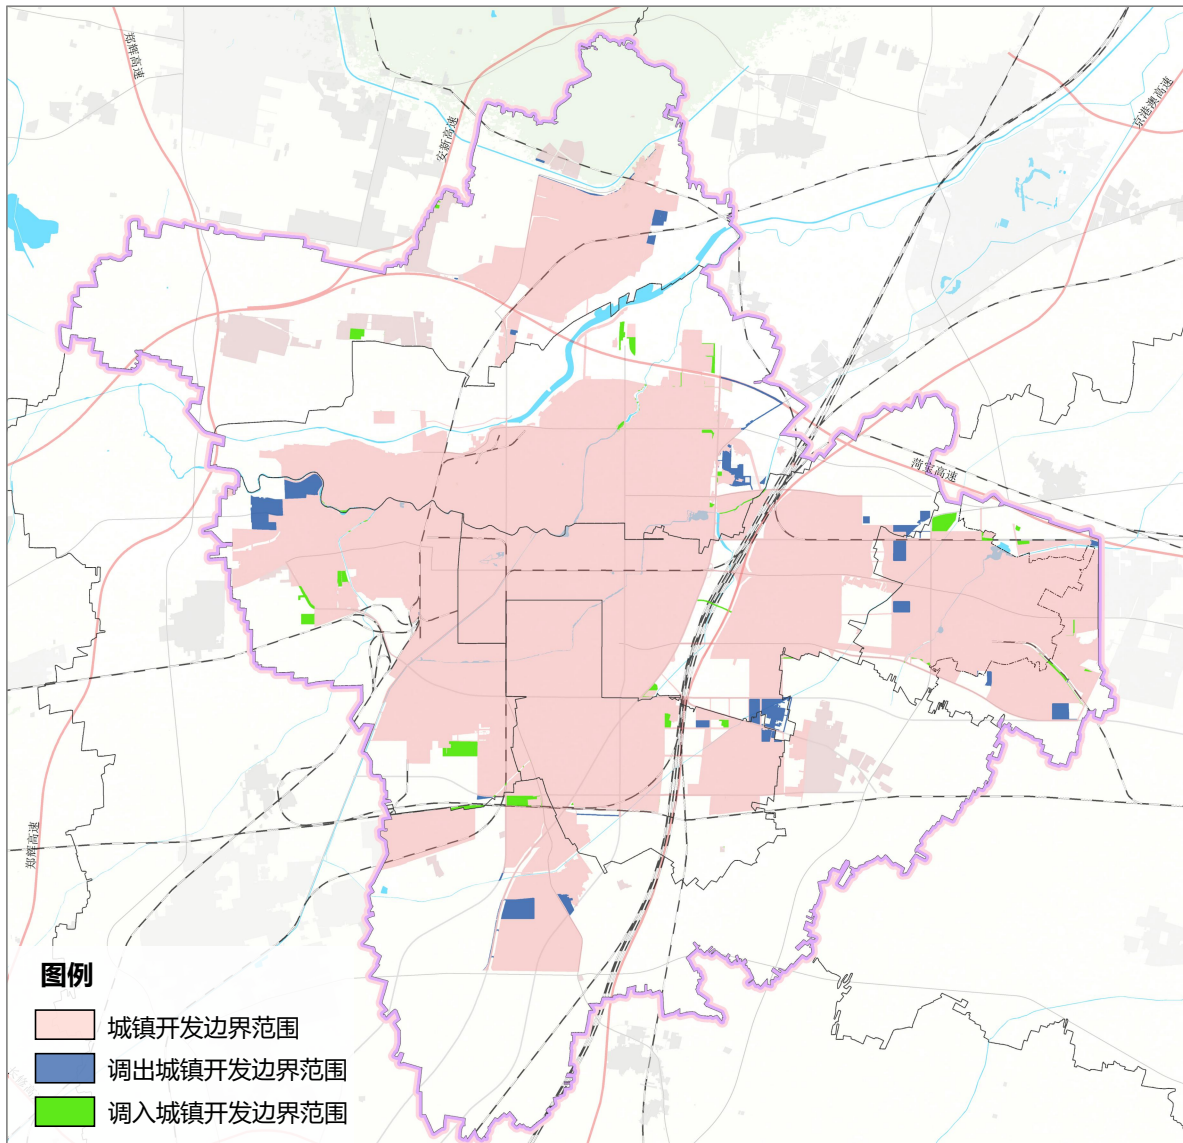 郑辉高速
京港澳高速
安新高速
菏宝高速
郑辉高速
图例
城镇开发边界范围
调出城镇开发边界范围
调入城镇开发边界范围